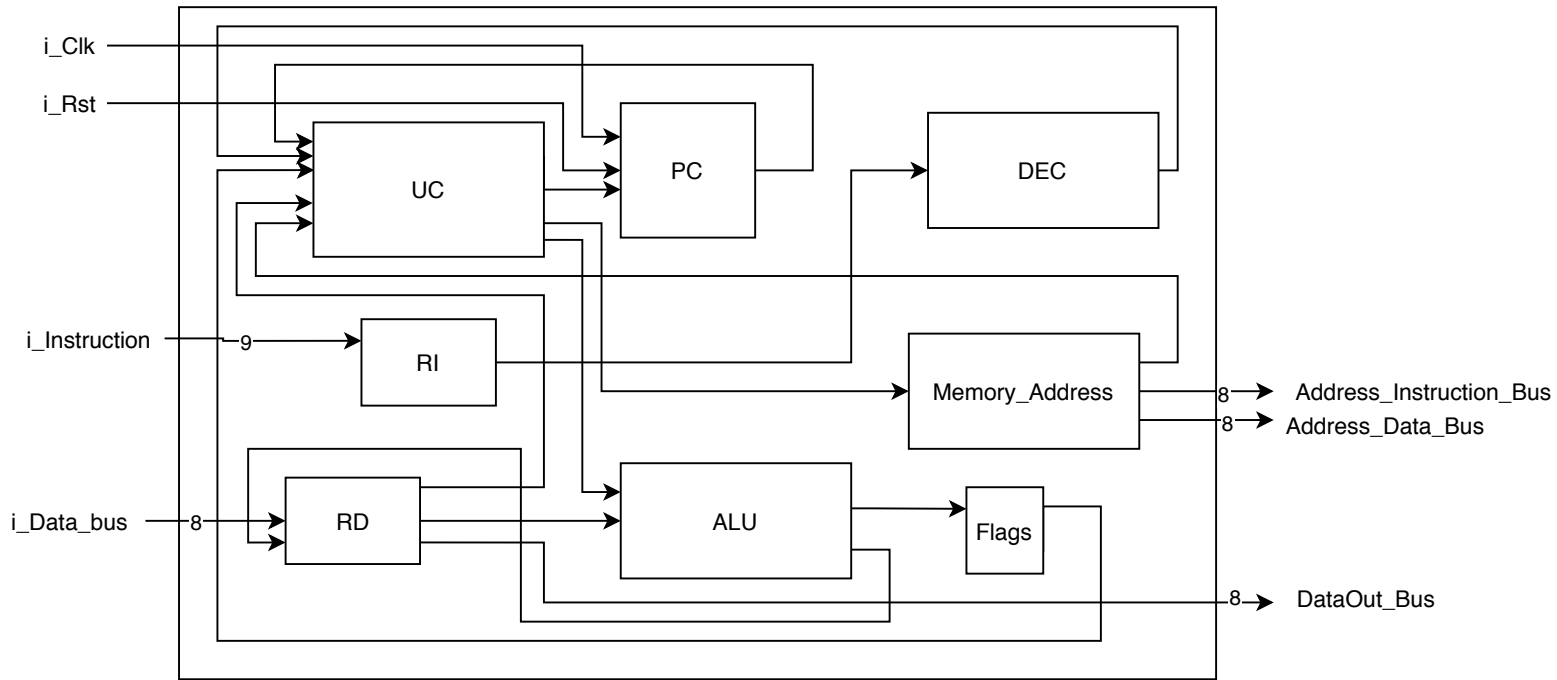 i_Clk
i_Rst
PC
DEC
UC
i_Instruction
9
RI
Memory_Address
8
Address_Instruction_Bus
8
Address_Data_Bus
i_Data_bus
8
RD
ALU
Flags
8
DataOut_Bus